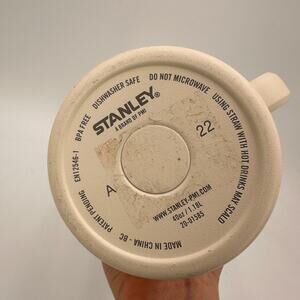 DISHWASHER SAFE
DO NOT MICROWAVE
USING STRAW WITH HOT DRINKS MAY SCALD
MADE IN CHINA - BC
PATENT PENDING
EN12546-1
BPA FREE
STANLEY®
A BRAND OF PMI
A
22
WWW.STANLEY-PMI.COM
40oz / 1.18L
20-01585